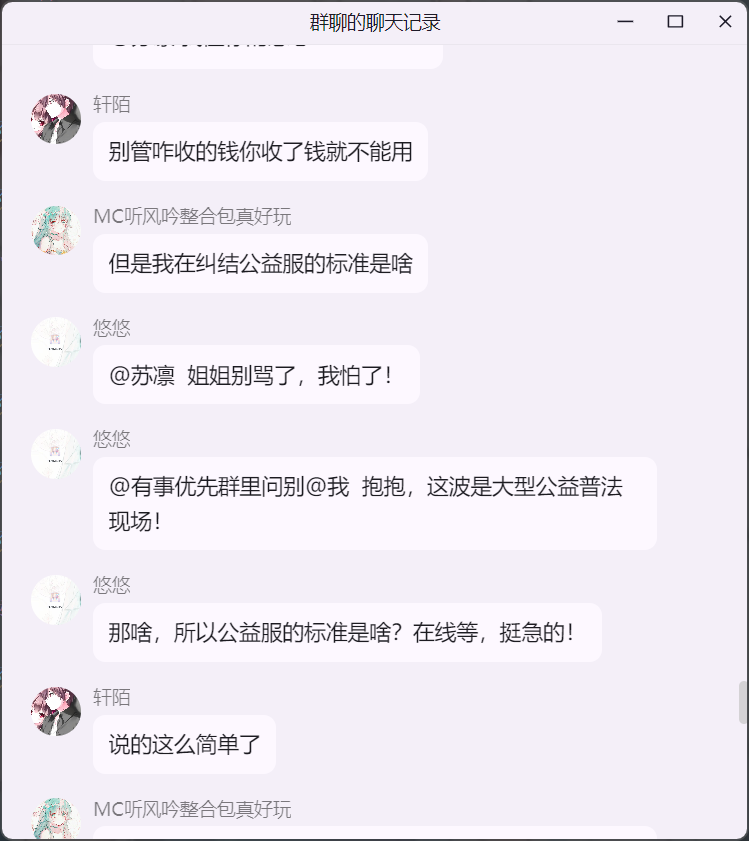 群聊的聊天记录
轩陌
别管咋收的钱你收了钱就不能用
MC听风吟整合包真好玩
但是我在纠结公益服的标准是啥
悠悠
@苏凛 姐姐别骂了，我怕了！
悠悠
@有事优先群里问别@我 抱抱，这波是大型公益普法
现场！
悠悠
那啥，所以公益服的标准是啥？在线等，挺急的！
轩陌
说的这么简单了
MC听风吟整合包真好玩